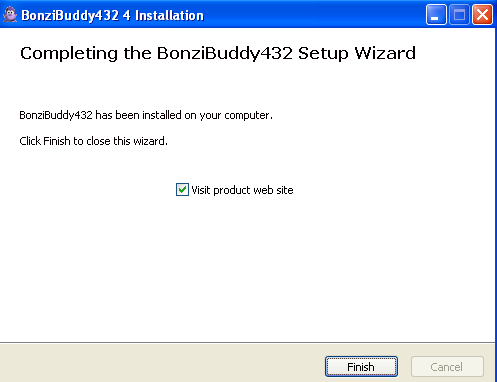 BonziBuddy432 4 Installation
Completing the BonziBuddy432 Setup Wizard
BonziBuddy432 has been installed on your computer.
Click Finish to close this wizard.
Visit product web site
Finish
Cancel